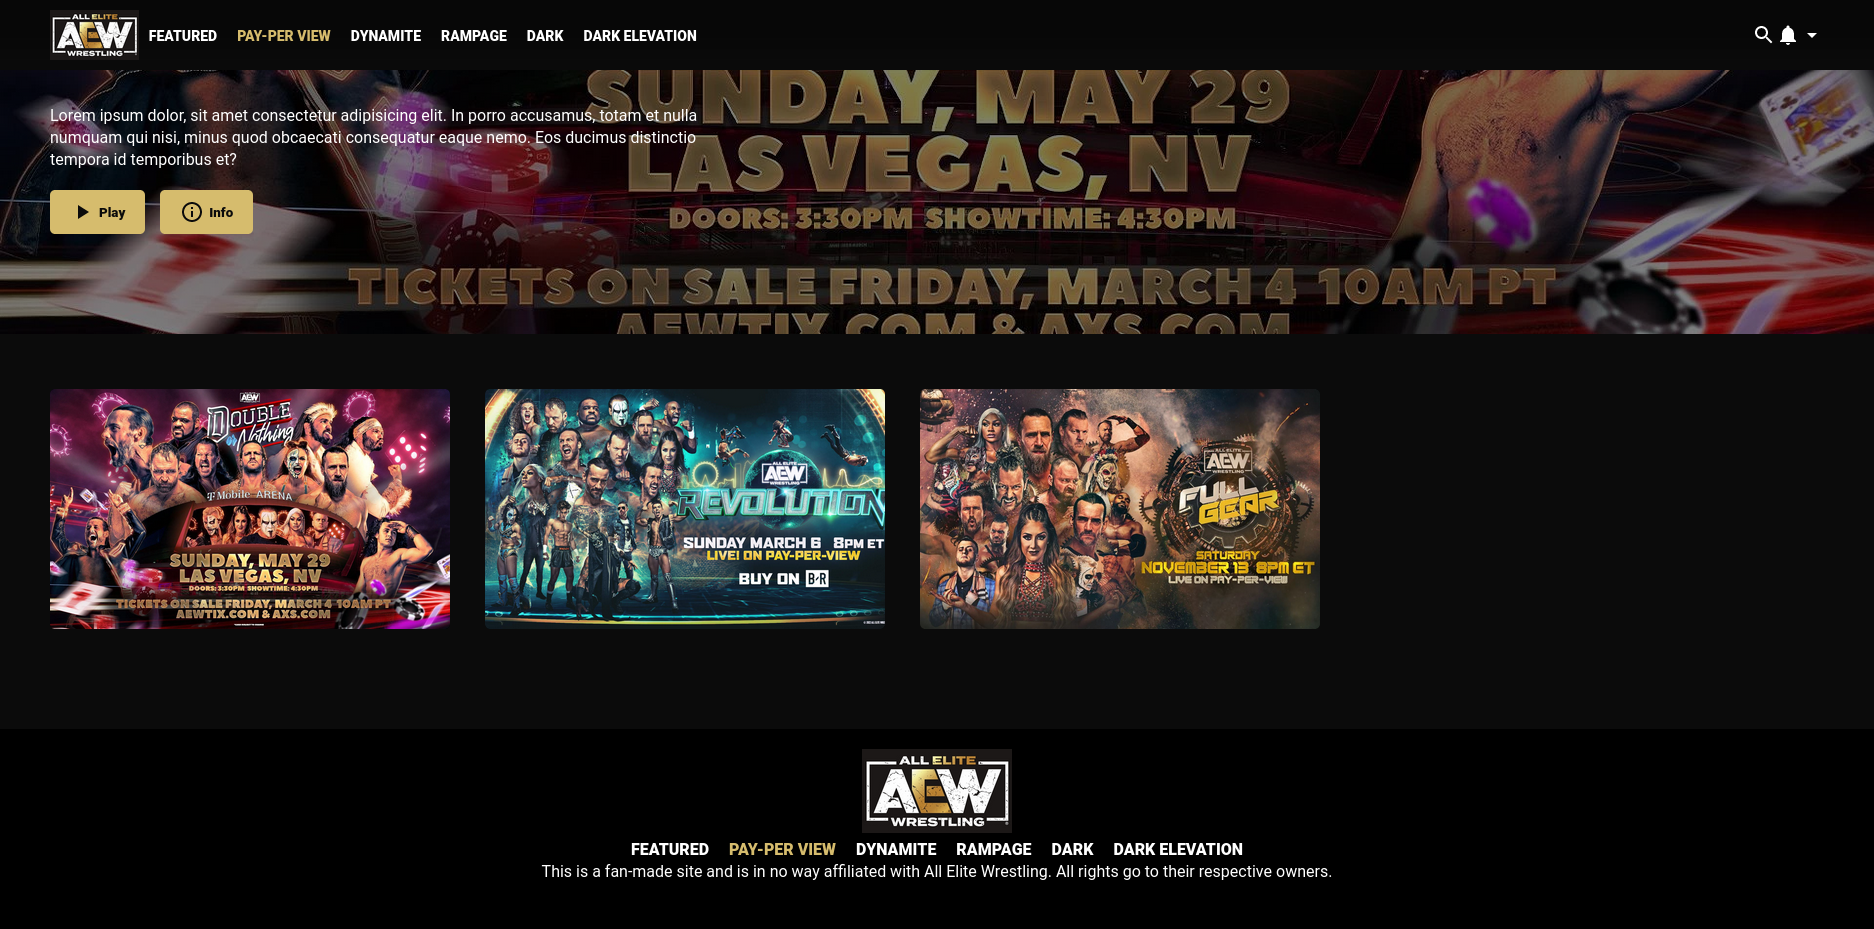 ALL ELITE
AEW
WRESTLING
FEATURED PAY-PER VIEW DYNAMITE RAMPAGE DARK DARK ELEVATION
SUNDAY, MAY 29
LAS VEGAS, NV
DOORS: 3:30PM SHOWTIME: 4:30PM
TICKETS ON SALE FRIDAY, MARCH 4 10AM PT
AEWTIX.COM & AXS.COM
Lorem ipsum dolor, sit amet consectetur adipisicing elit. In porro accusamus, totam et nulla
numquam qui nisi, minus quod obcaecati consequatur eaque nemo. Eos ducimus distinctio
tempora id temporibus et?
Play
Info
AEW
DOUBLE
Nothing
T Mobile ARENA
SUNDAY, MAY 29
LAS VEGAS, NV
DOORS: 3:30PM SHOWTIME: 4:30PM
TICKETS ON SALE FRIDAY, MARCH 4 10AM PT
AEWTIX.COM & AXS.COM
ALL ELITE
AEW
WRESTLING
REVOLUTION
SUNDAY MARCH 6 8PM ET
LIVE! ON PAY-PER-VIEW
BUY ON B/R
ALL ELITE
AEW
WRESTLING
FULL
GEAR
SATURDAY
NOVEMBER 13 8PM ET
LIVE ON PAY-PER-VIEW
ALL ELITE
AEW
WRESTLING
FEATURED PAY-PER VIEW DYNAMITE RAMPAGE DARK DARK ELEVATION
This is a fan-made site and is in no way affiliated with All Elite Wrestling. All rights go to their respective owners.